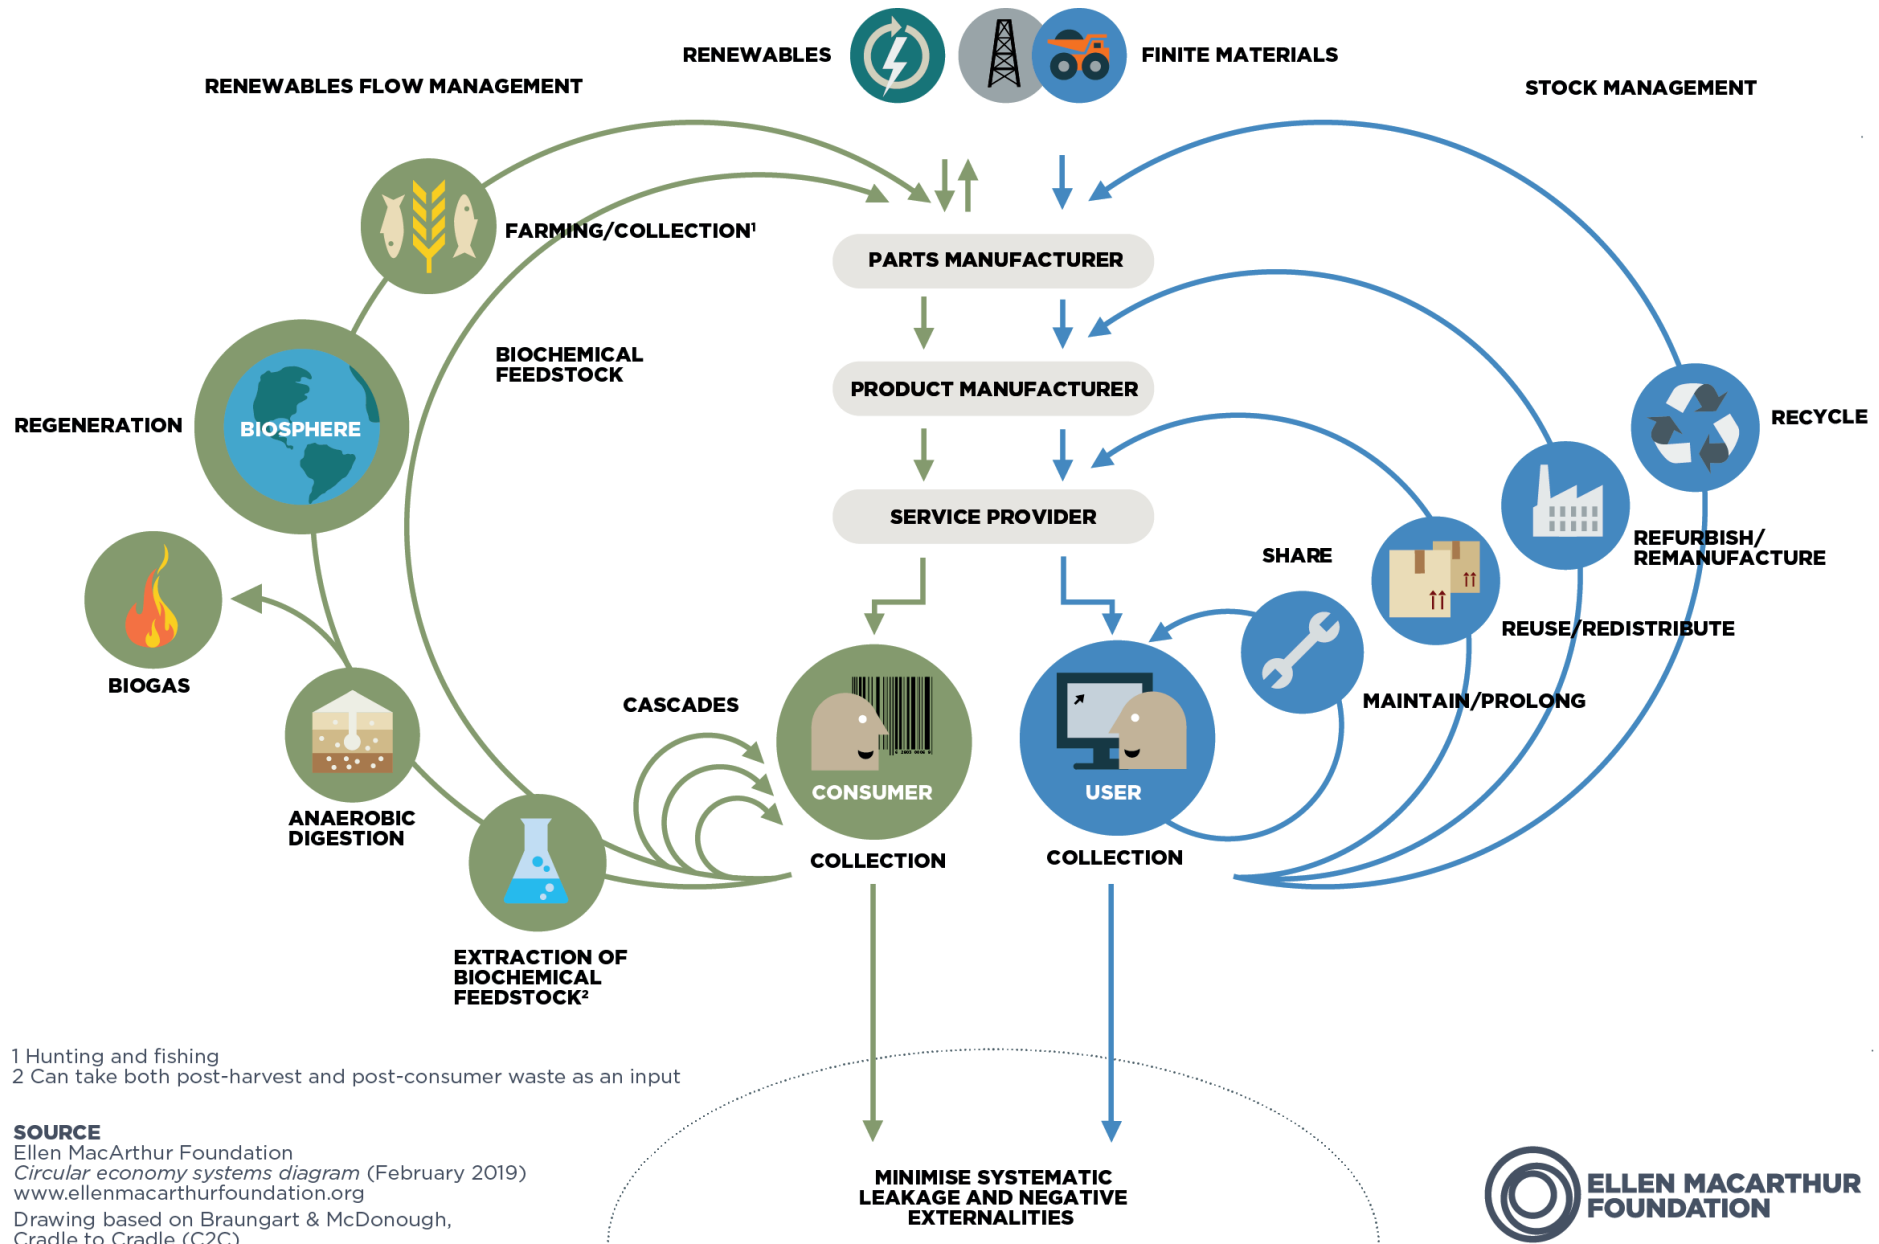 RENEWABLES
FINITE MATERIALS
RENEWABLES FLOW MANAGEMENT
STOCK MANAGEMENT
FARMING/COLLECTION¹
PARTS MANUFACTURER
BIOCHEMICAL
FEEDSTOCK
PRODUCT MANUFACTURER
REGENERATION
BIOSPHERE
RECYCLE
SERVICE PROVIDER
SHARE
REFURBISH/
REMANUFACTURE
REUSE/REDISTRIBUTE
BIOGAS
MAINTAIN/PROLONG
CASCADES
CONSUMER
USER
ANAEROBIC
DIGESTION
COLLECTION
COLLECTION
EXTRACTION OF
BIOCHEMICAL
FEEDSTOCK²
1 Hunting and fishing
2 Can take both post-harvest and post-consumer waste as an input
SOURCE
Ellen MacArthur Foundation
Circular economy systems diagram (February 2019)
www.ellenmacarthurfoundation.org
Drawing based on Braungart & McDonough,
Cradle to Cradle (C2C)
MINIMISE SYSTEMATIC
LEAKAGE AND NEGATIVE
EXTERNALITIES
ELLEN MACARTHUR
FOUNDATION